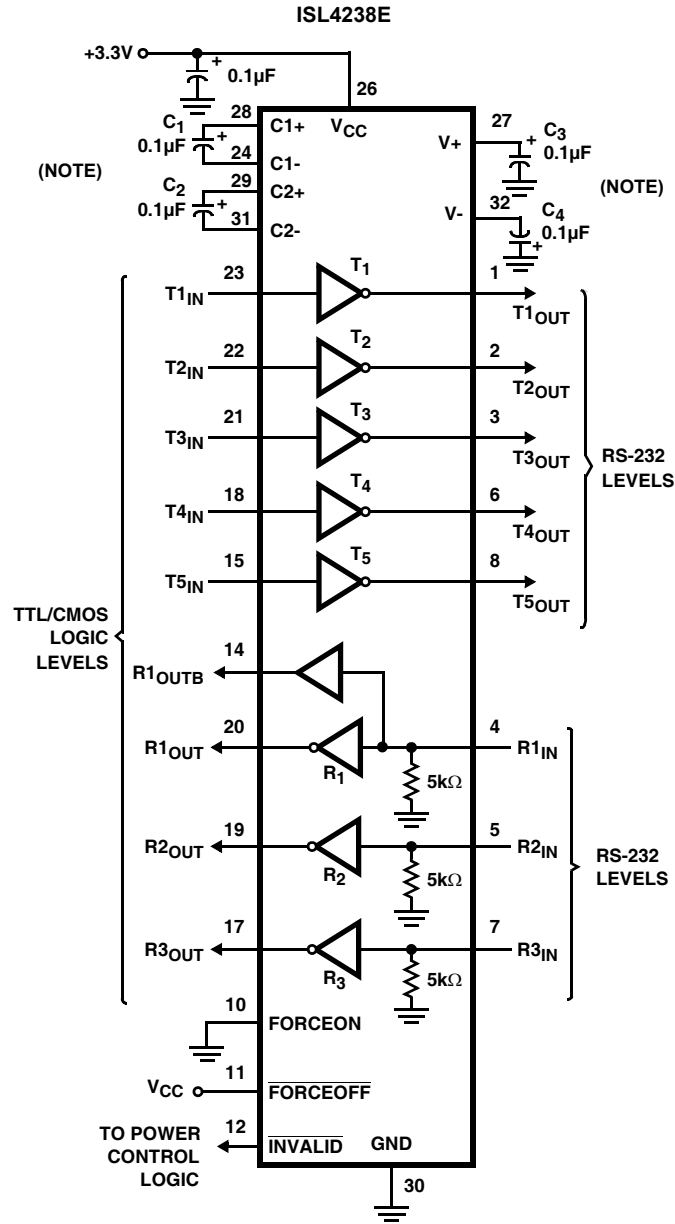 ISL4238E
+3.3V
+
0.1µF
26
28
C1+
VCC
27
C1
0.1µF
+
24
C1-
V+
+
C3
0.1µF
(NOTE)
(NOTE)
29
C2+
C2
0.1µF
+
31
C2-
32
V-
C4
0.1µF
+
T1IN
23
T1
1
T1OUT
T2IN
22
T2
2
T2OUT
T3IN
21
T3
3
T3OUT
RS-232
LEVELS
T4IN
18
T4
6
T4OUT
T5IN
15
T5
8
T5OUT
TTL/CMOS
LOGIC
LEVELS
R1OUTB
14
R1OUT
20
R1
5kΩ
4
R1IN
R2OUT
19
R2
5kΩ
5
R2IN
RS-232
LEVELS
R3OUT
17
R3
5kΩ
7
R3IN
10
FORCEON
VCC
11
FORCEOFF
12
TO POWER
CONTROL
LOGIC
INVALID
GND
30